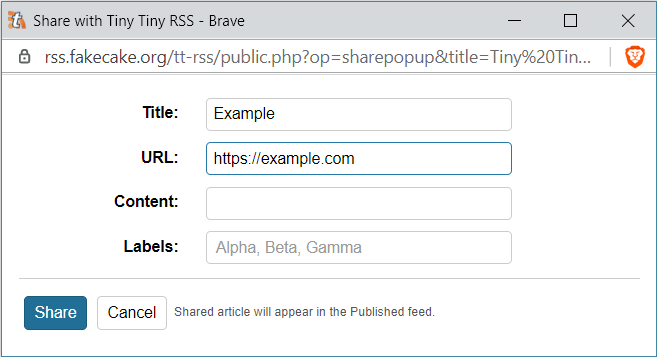 Share with Tiny Tiny RSS - Brave
rss.fakecake.org/tt-rss/public.php?op=sharepopup&title=Tiny%20Tin...
Title: Example
URL: https://example.com
Content:
Labels: Alpha, Beta, Gamma
Share Cancel Shared article will appear in the Published feed.